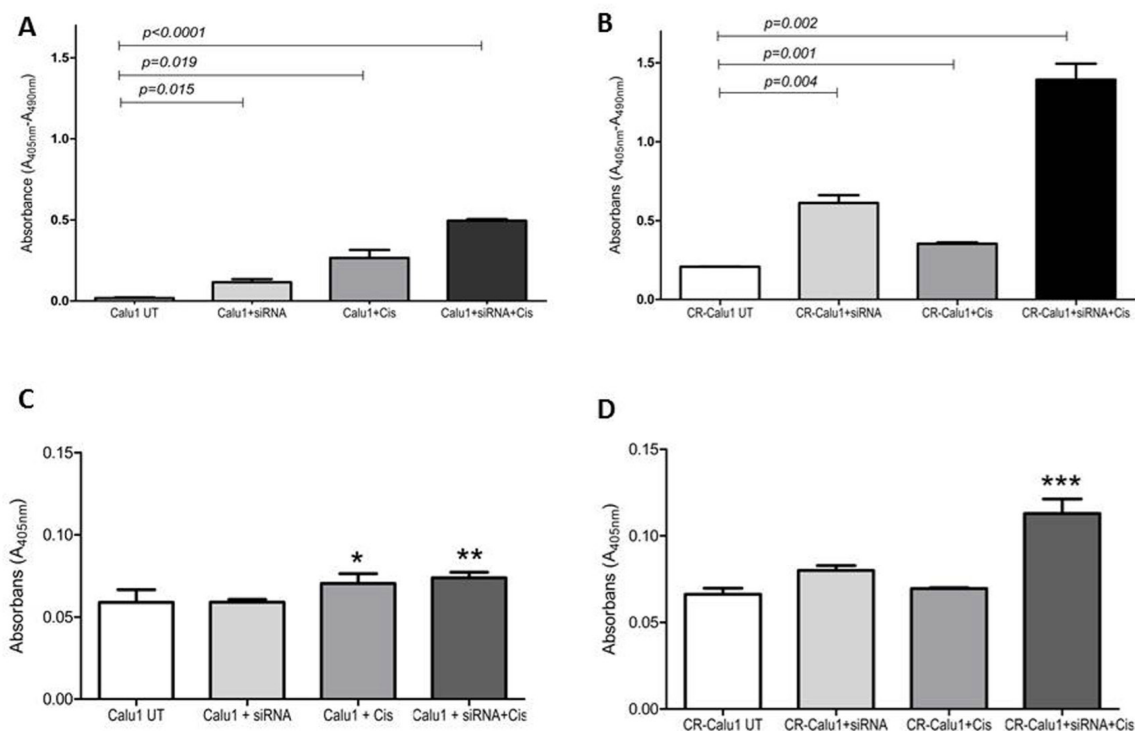 A
p<0.0001
p=0.019
p=0.015
Absorbance (A405nm-A490nm)
1.5
1.0
0.5
0.0
Calu1 UT
Calu1+siRNA
Calu1+Cis
Calu1+siRNA+Cis
B
p=0.002
p=0.001
p=0.004
Absorbans (A405nm-A490nm)
1.5
1.0
0.5
0.0
CR-Calu1 UT
CR-Calu1+siRNA
CR-Calu1+Cis
CR-Calu1+siRNA+Cis
C
Absorbans (A405nm)
0.15
0.10
0.05
0.00
*
**
Calu1 UT
Calu1 + siRNA
Calu1 + Cis
Calu1 + siRNA+Cis
D
Absorbans (A405nm)
0.15
0.10
0.05
0.00
***
CR-Calu1 UT
CR-Calu1+siRNA
CR-Calu1+Cis
CR-Calu1+siRNA+Cis